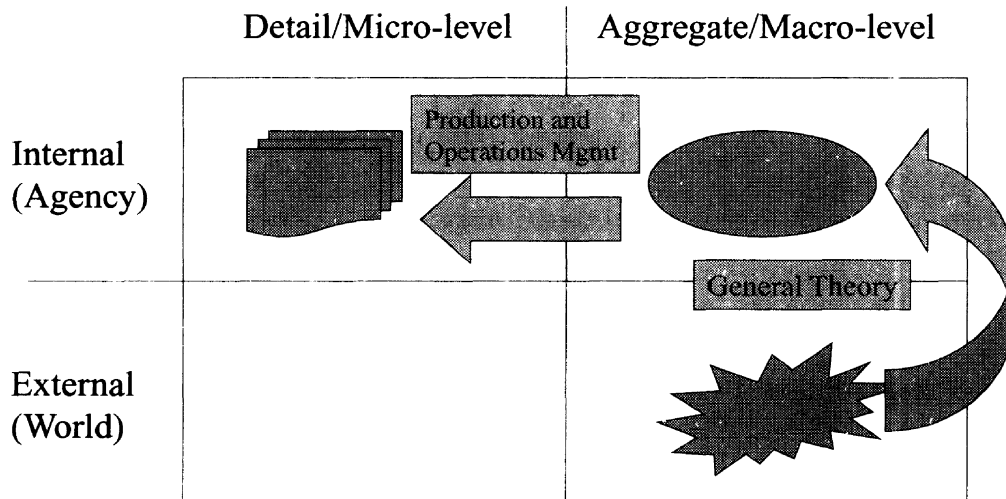 Detail/Micro-level
Aggregate/Macro-level
Internal
(Agency)
Production and
Operations Mgmt
General Theory
External
(World)